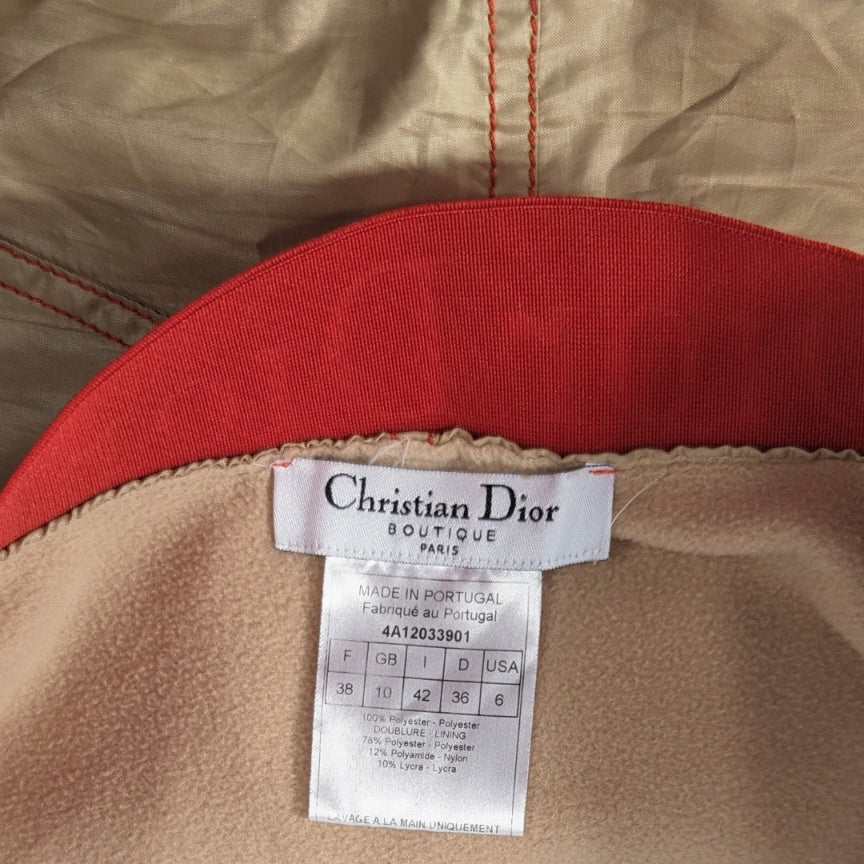 Christian Dior
BOUTIQUE
PARIS
MADE IN PORTUGAL
Fabriqué au Portugal
4A12033901
F GB I D USA
38 10 42 36 6
100% Polyester - Polyester
DOUBLURE - LINING
78% Polyester - Polyester
12% Polyamide - Nylon
10% Lycra - Lycra
LAVAGE A LA MAIN UNIQUEMENT